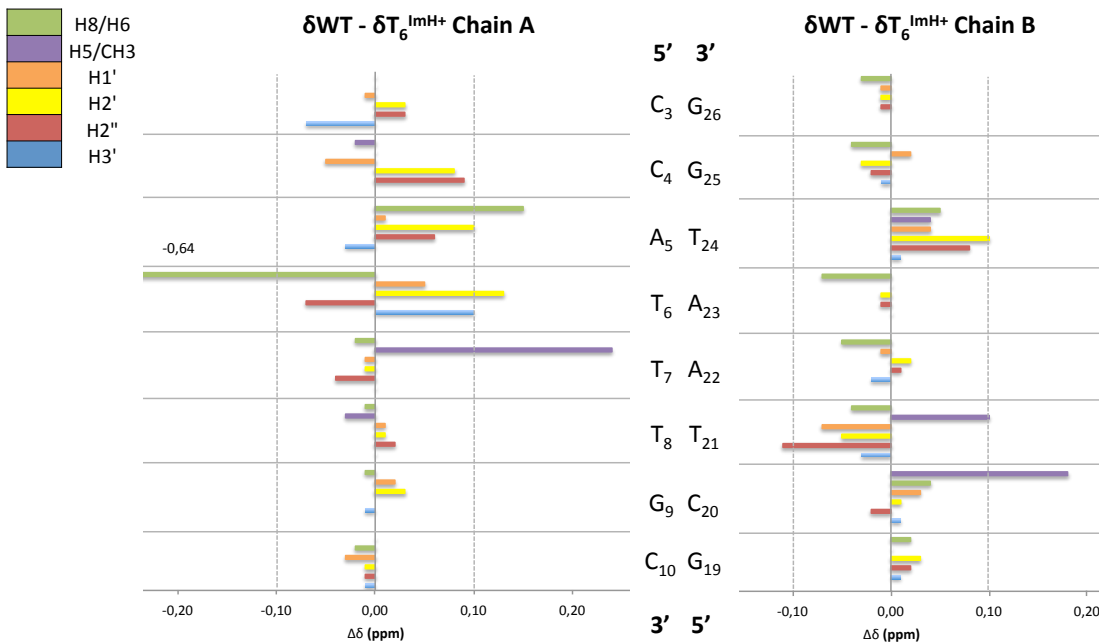 H8/H6
H5/CH3
H1'
H2'
H2"
H3'
δWT - δT₆ᴵᵐᴴ⁺ Chain A
δWT - δT₆ᴵᵐᴴ⁺ Chain B
5’ 3’
C₃ G₂₆
C₄ G₂₅
A₅ T₂₄
-0,64
T₆ A₂₃
T₇ A₂₂
T₈ T₂₁
G₉ C₂₀
C₁₀ G₁₉
-0,20 -0,10 0,00 0,10 0,20
Δδ (ppm)
-0,10 0,00 0,10 0,20
Δδ (ppm)
3’ 5’